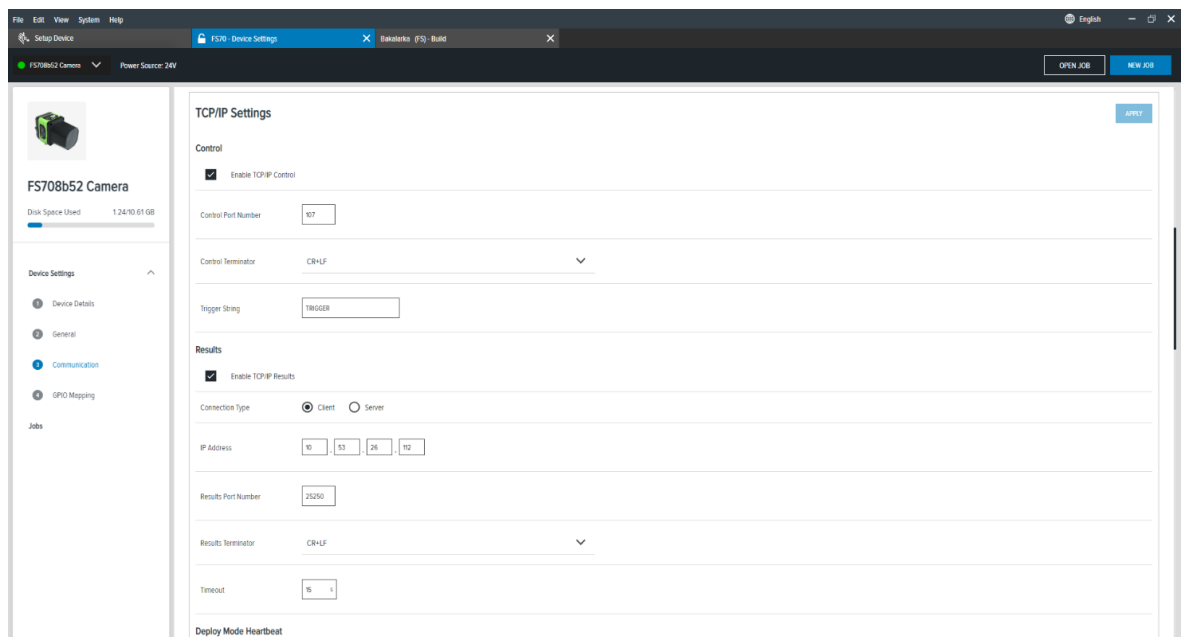 File Edit View System Help English
Setup Device FS70 - Device Settings Bakalarka (FS) - Build
FS708b52 Camera Power Source: 24V OPEN JOB NEW JOB
TCP/IP Settings APPLY
Control
Enable TCP/IP Control
FS708b52 Camera
Disk Space Used 1.24/10.61 GB
Control Port Number 107
Control Terminator CR+LF
Device Settings
1 Device Details
Trigger String TRIGGER
2 General
Results
3 Communication
Enable TCP/IP Results
4 GPIO Mapping
Connection Type Client Server
Jobs
IP Address 10 . 53 . 26 . 112
Results Port Number 25250
Results Terminator CR+LF
Timeout 15 s
Deploy Mode Heartbeat